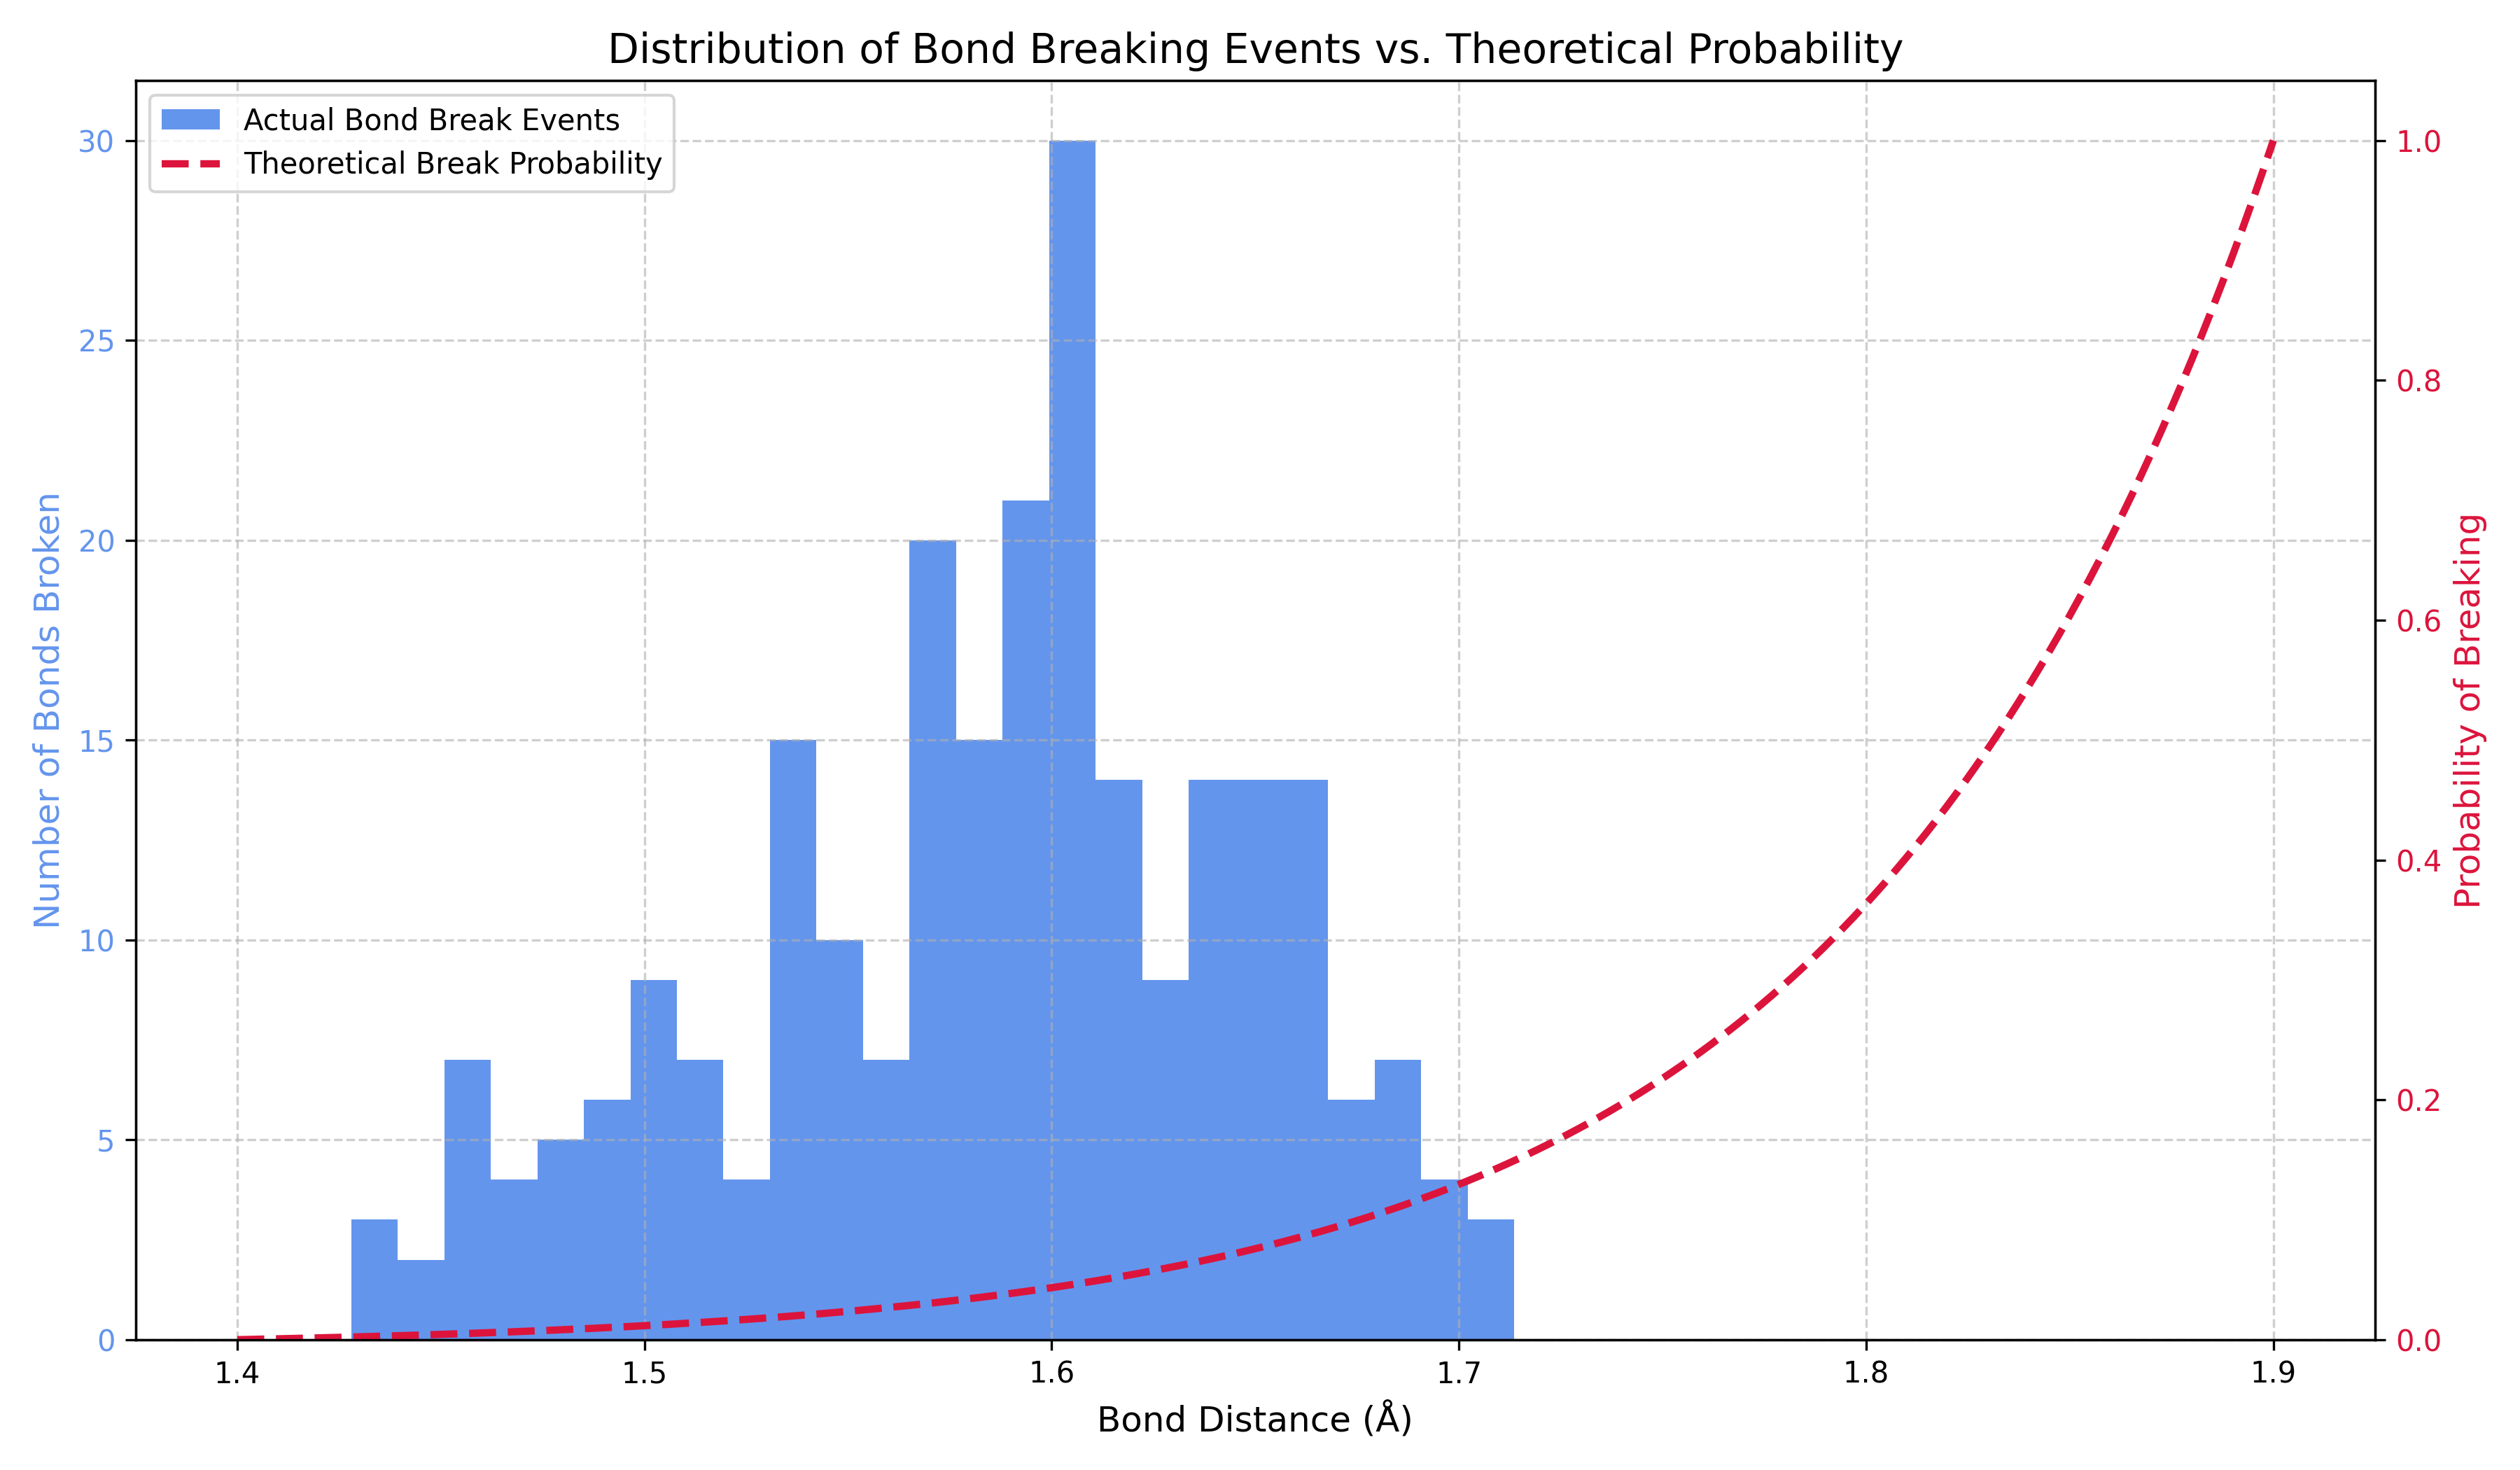 Distribution of Bond Breaking Events vs. Theoretical Probability
Actual Bond Break Events
Theoretical Break Probability
Number of Bonds Broken
30
25
20
15
10
5
0
1.0
0.8
0.6
0.4
0.2
0.0
Probability of Breaking
1.4 1.5 1.6 1.7 1.8 1.9
Bond Distance (Å)